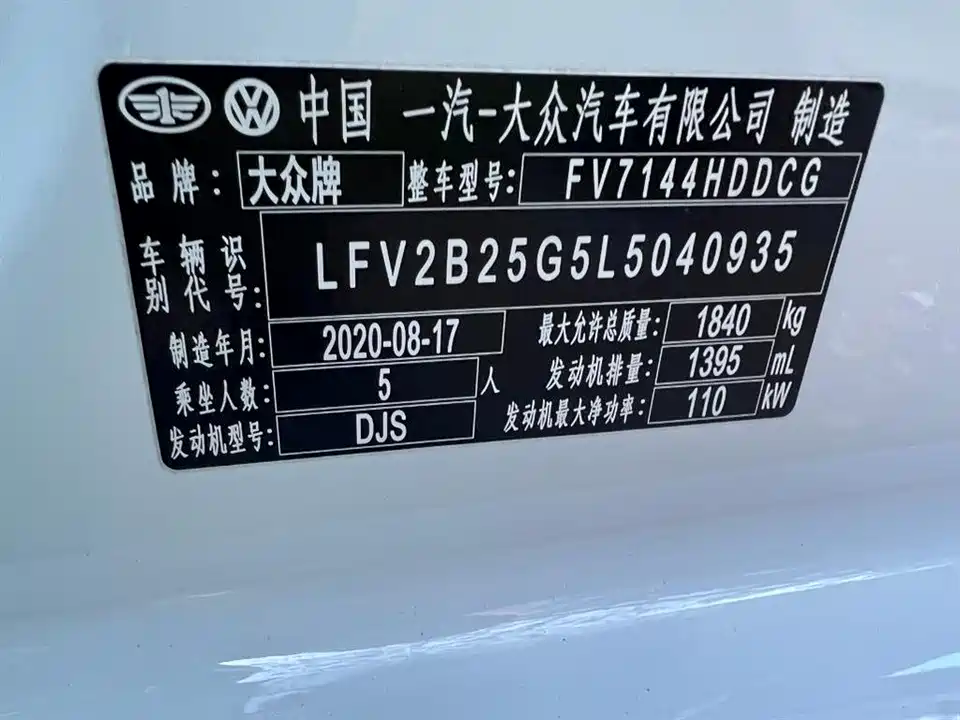 中国 一汽-大众汽车有限公司 制造
品牌: 大众牌 整车型号: FV7144HDDCG
车辆识别代号: LFV2B25G5L5040935
制造年月: 2020-08-17 最大允许总质量: 1840 kg
乘坐人数: 5 人 发动机排量: 1395 mL
发动机型号: DJS 发动机最大净功率: 110 kW